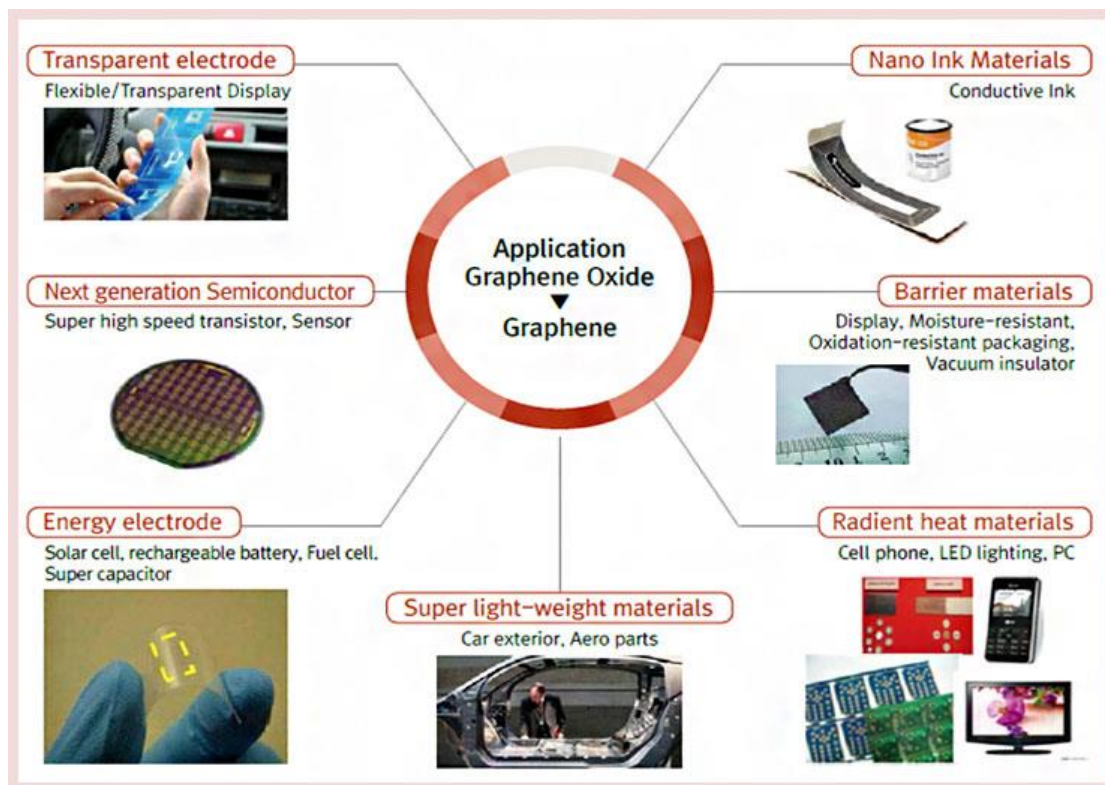 Transparent electrode
Flexible/Transparent Display
Nano Ink Materials
Conductive Ink
Application
Graphene Oxide
▼
Graphene
Next generation Semiconductor
Super high speed transistor, Sensor
Barrier materials
Display, Moisture-resistant,
Oxidation-resistant packaging,
Vacuum insulator
Energy electrode
Solar cell, rechargeable battery, Fuel cell.
Super capacitor
Super light-weight materials
Car exterior, Aero parts
Radient heat materials
Cell phone, LED lighting, PC